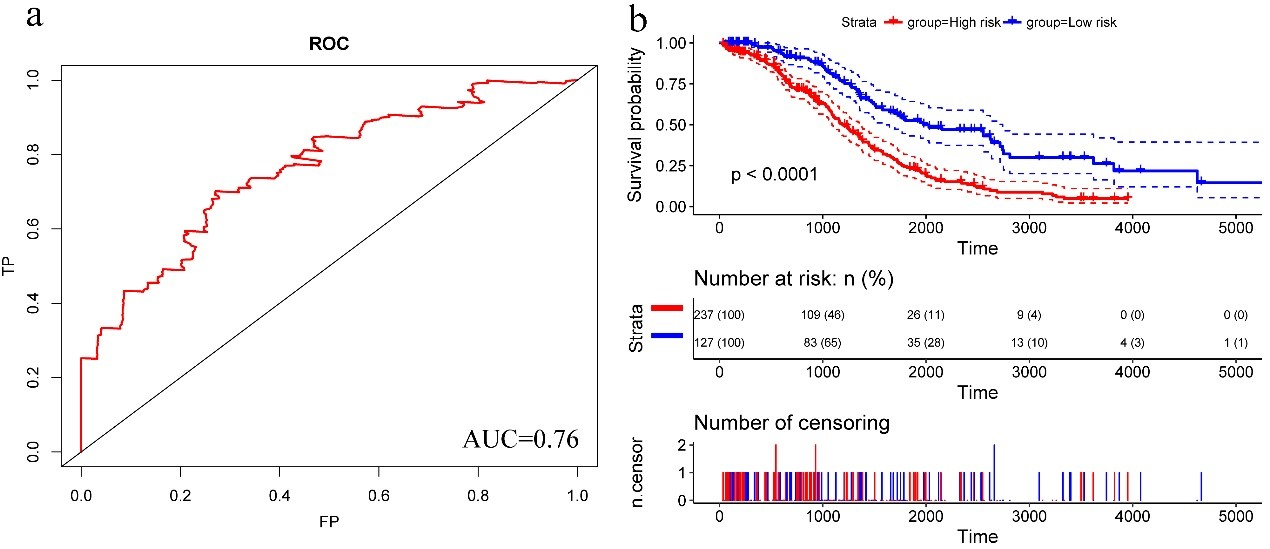 a
ROC
1.0
0.8
0.6
0.4
0.2
0.0
TP
AUC=0.76
0.0 0.2 0.4 0.6 0.8 1.0
FP
b
Strata group=High risk group=Low risk
Survival probability
1.00
0.75
0.50
0.25
0.00
p < 0.0001
0 1000 2000 3000 4000 5000
Time
Number at risk: n (%)
Strata
237 (100) 109 (46) 26 (11) 9 (4) 0 (0) 0 (0)
127 (100) 83 (65) 35 (28) 13 (10) 4 (3) 1 (1)
0 1000 2000 3000 4000 5000
Time
Number of censoring
n.censor
2
1
0
0 1000 2000 3000 4000 5000
Time